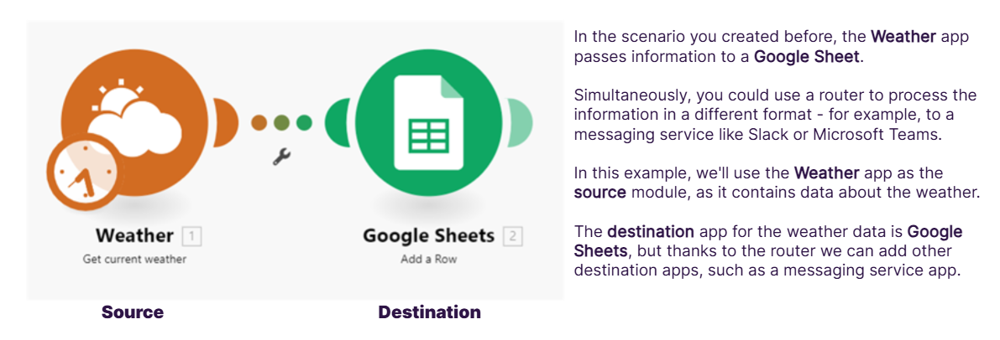 Weather 1
Get current weather
Source
Google Sheets 2
Add a Row
Destination
In the scenario you created before, the Weather app
passes information to a Google Sheet.
Simultaneously, you could use a router to process the
information in a different format - for example, to a
messaging service like Slack or Microsoft Teams.
In this example, we'll use the Weather app as the
source module, as it contains data about the weather.
The destination app for the weather data is Google
Sheets, but thanks to the router we can add other
destination apps, such as a messaging service app.